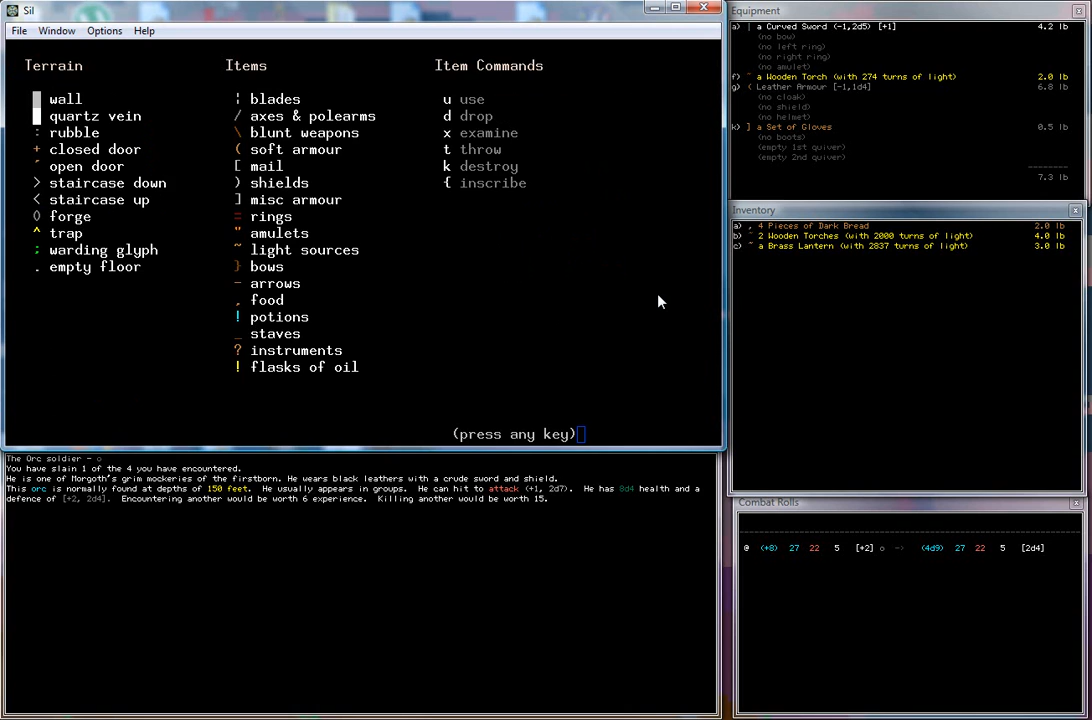 Sil
File Window Options Help
Terrain Items Item Commands
wall ¦ blades u use
quartz vein / axes & polearms d drop
: rubble \ blunt weapons x examine
+ closed door ( soft armour t throw
' open door [ mail k destroy
> staircase down ) shields { inscribe
< staircase up ] misc armour
0 forge = rings
^ trap " amulets
; warding glyph ~ light sources
. empty floor } bows
- arrows
, food
! potions
_ staves
? instruments
! flasks of oil
(press any key)
Equipment
a) | a Curved Sword (-1,2d5) [+1] 4.2 lb
(no bow)
(no left ring)
(no right ring)
(no amulet)
f) ~ a Wooden Torch (with 274 turns of light) 2.0 lb
g) ( Leather Armour [-1,1d4] 6.8 lb
(no cloak)
(no shield)
(no helmet)
k) ] a Set of Gloves 0.5 lb
(no boots)
(empty 1st quiver)
(empty 2nd quiver)
--------
7.3 lb
Inventory
a) , 4 Pieces of Dark Bread 2.0 lb
b) ~ 2 Wooden Torches (with 2000 turns of light) 4.0 lb
c) ~ a Brass Lantern (with 2837 turns of light) 3.0 lb
The Orc soldier - o
You have slain 1 of the 4 you have encountered.
He is one of Morgoth's grim mockeries of the firstborn. He wears black leathers with a crude sword and shield.
This orc is normally found at depths of 150 feet. He usually appears in groups. He can hit to attack (+1, 2d7). He has 8d4 health and a
defence of [+2, 2d4]. Encountering another would be worth 6 experience. Killing another would be worth 15.
Combat Rolls
@ (+8) 27 22 5 [+2] o -> (4d9) 27 22 5 [2d4]